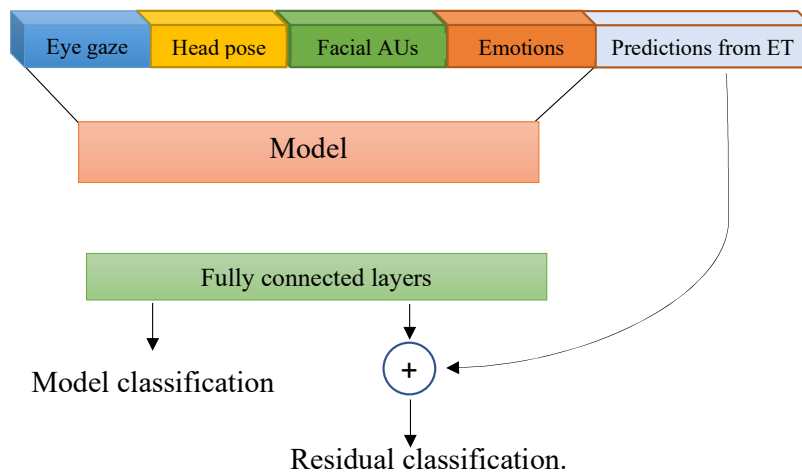 Eye gaze Head pose Facial AUs Emotions Predictions from ET
Model
Fully connected layers
+
Model classification
Residual classification.